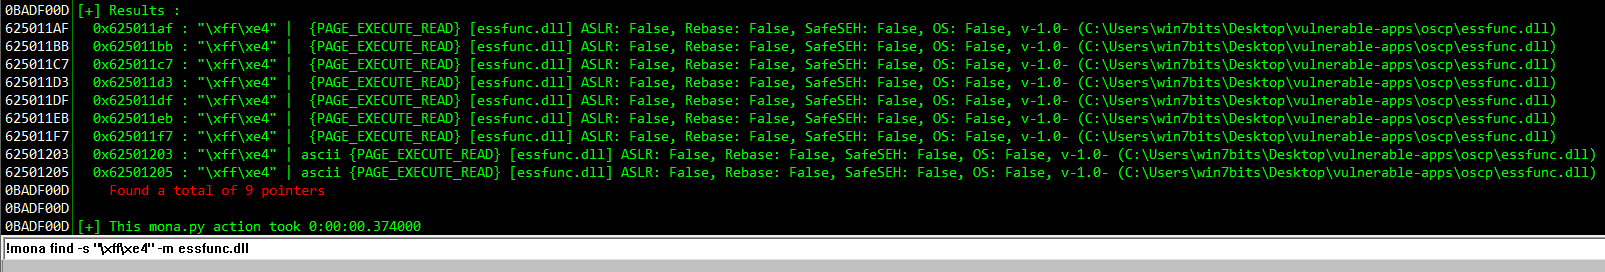 0BADF00D [+] Results :
625011AF 0x625011af : "\xff\xe4" | {PAGE_EXECUTE_READ} [essfunc.dll] ASLR: False, Rebase: False, SafeSEH: False, OS: False, v-1.0- (C:\Users\win7bits\Desktop\vulnerable-apps\oscp\essfunc.dll)
625011BB 0x625011bb : "\xff\xe4" | {PAGE_EXECUTE_READ} [essfunc.dll] ASLR: False, Rebase: False, SafeSEH: False, OS: False, v-1.0- (C:\Users\win7bits\Desktop\vulnerable-apps\oscp\essfunc.dll)
625011C7 0x625011c7 : "\xff\xe4" | {PAGE_EXECUTE_READ} [essfunc.dll] ASLR: False, Rebase: False, SafeSEH: False, OS: False, v-1.0- (C:\Users\win7bits\Desktop\vulnerable-apps\oscp\essfunc.dll)
625011D3 0x625011d3 : "\xff\xe4" | {PAGE_EXECUTE_READ} [essfunc.dll] ASLR: False, Rebase: False, SafeSEH: False, OS: False, v-1.0- (C:\Users\win7bits\Desktop\vulnerable-apps\oscp\essfunc.dll)
625011DF 0x625011df : "\xff\xe4" | {PAGE_EXECUTE_READ} [essfunc.dll] ASLR: False, Rebase: False, SafeSEH: False, OS: False, v-1.0- (C:\Users\win7bits\Desktop\vulnerable-apps\oscp\essfunc.dll)
625011EB 0x625011eb : "\xff\xe4" | {PAGE_EXECUTE_READ} [essfunc.dll] ASLR: False, Rebase: False, SafeSEH: False, OS: False, v-1.0- (C:\Users\win7bits\Desktop\vulnerable-apps\oscp\essfunc.dll)
625011F7 0x625011f7 : "\xff\xe4" | {PAGE_EXECUTE_READ} [essfunc.dll] ASLR: False, Rebase: False, SafeSEH: False, OS: False, v-1.0- (C:\Users\win7bits\Desktop\vulnerable-apps\oscp\essfunc.dll)
62501203 0x62501203 : "\xff\xe4" | ascii {PAGE_EXECUTE_READ} [essfunc.dll] ASLR: False, Rebase: False, SafeSEH: False, OS: False, v-1.0- (C:\Users\win7bits\Desktop\vulnerable-apps\oscp\essfunc.dll)
62501205 0x62501205 : "\xff\xe4" | ascii {PAGE_EXECUTE_READ} [essfunc.dll] ASLR: False, Rebase: False, SafeSEH: False, OS: False, v-1.0- (C:\Users\win7bits\Desktop\vulnerable-apps\oscp\essfunc.dll)
0BADF00D Found a total of 9 pointers
0BADF00D
0BADF00D [+] This mona.py action took 0:00:00.374000
!mona find -s "\xff\xe4" -m essfunc.dll